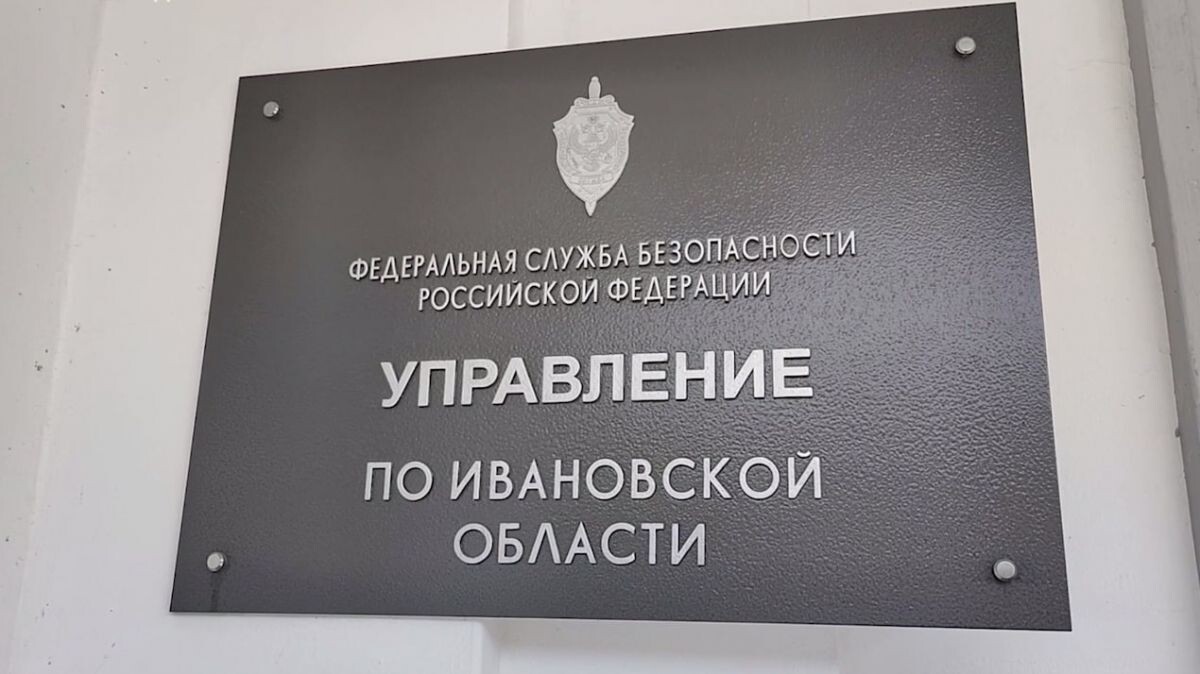 ФЕДЕРАЛЬНАЯ СЛУЖБА БЕЗОПАСНОСТИ
РОССИЙСКОЙ ФЕДЕРАЦИИ
УПРАВЛЕНИЕ
ПО ИВАНОВСКОЙ
ОБЛАСТИ